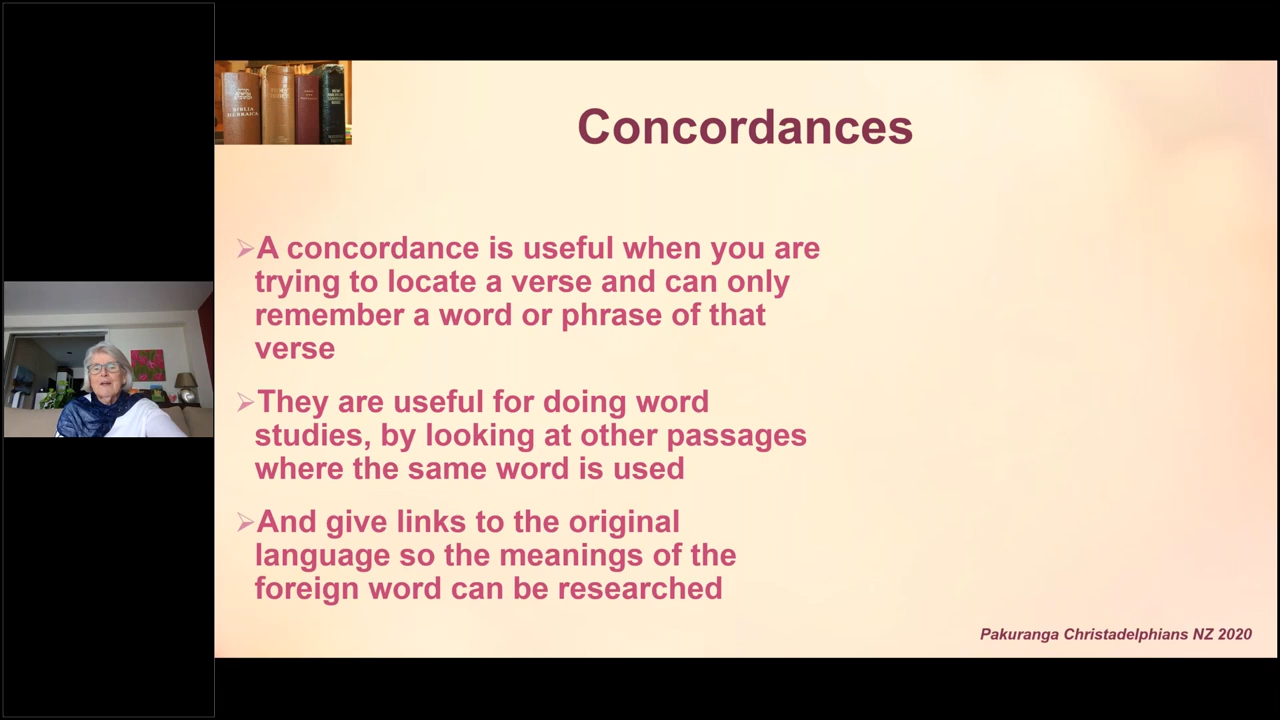 BIBLIA
HEBRAICA
Concordances
➢A concordance is useful when you are
trying to locate a verse and can only
remember a word or phrase of that
verse
➢They are useful for doing word
studies, by looking at other passages
where the same word is used
➢And give links to the original
language so the meanings of the
foreign word can be researched
Pakuranga Christadelphians NZ 2020